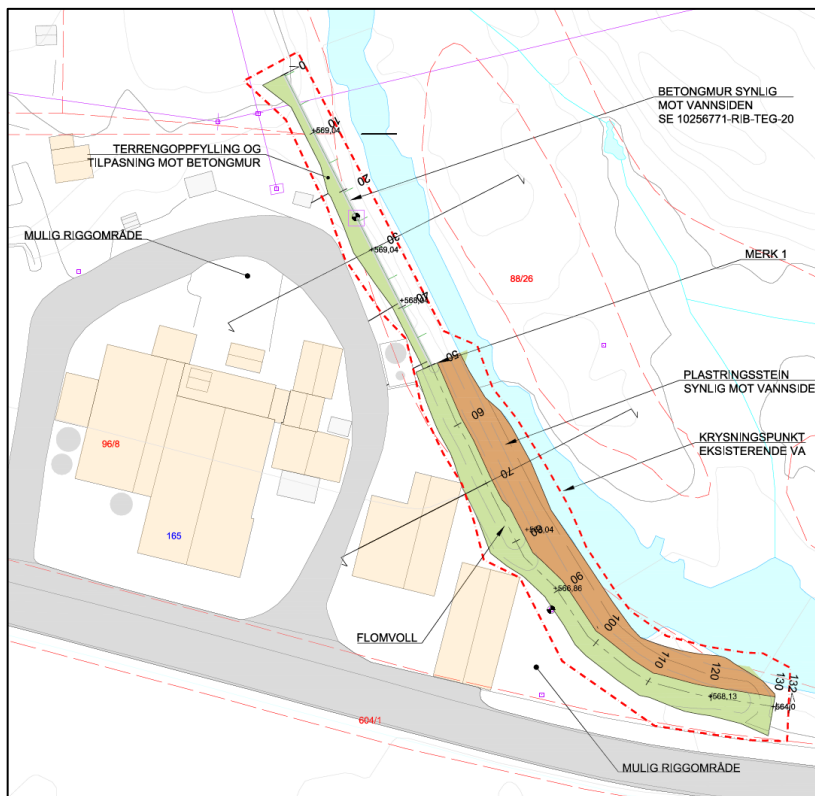 0
10
+569,04
BETONGMUR SYNLIG
MOT VANNSIDEN
SE 10256771-RIB-TEG-20
TERRENGOPPFYLLING OG
TILPASNING MOT BETONGMUR
20
MULIG RIGGOMRÅDE
30
+569,04
MERK 1
88/26
40
50
PLASTRINGSSTEIN
SYNLIG MOT VANNSIDE
60
KRYSNINGSPUNKT
EKSISTERENDE VA
96/8
70
165
80
90
+566,86
100
FLOMVOLL
110
120
130
132
+568,13
+564,0
604/1
MULIG RIGGOMRÅDE